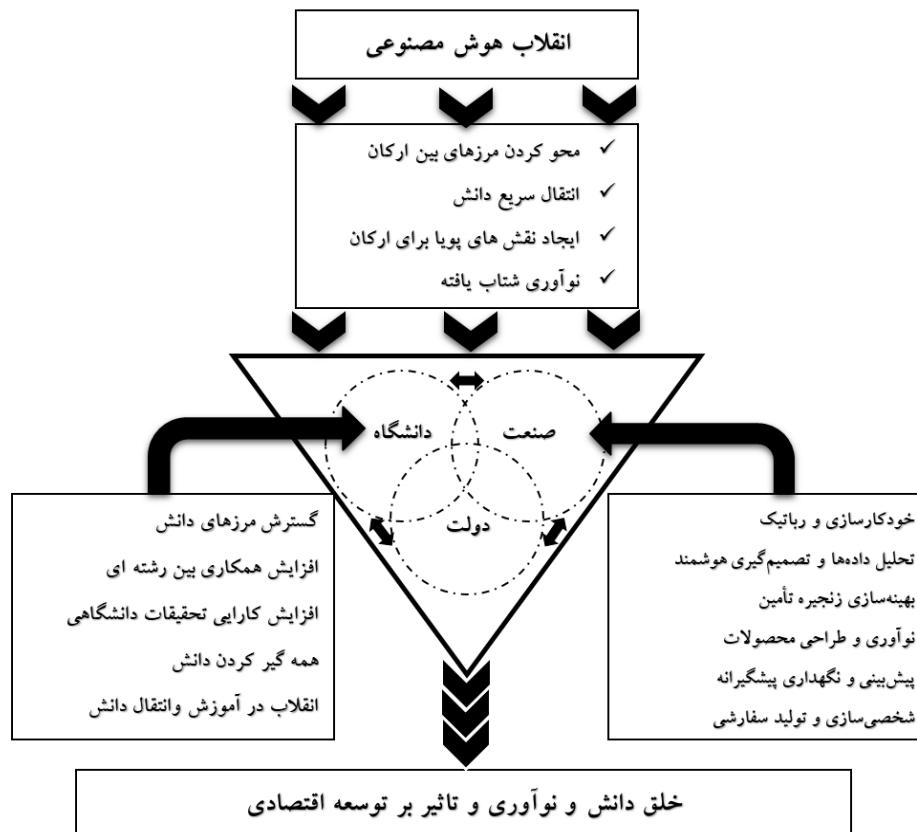 انقلاب هوش مصنوعی
✓ محو کردن مرزهای بین ارکان
✓ انتقال سریع دانش
✓ ایجاد نقش های پویا برای ارکان
✓ نوآوری شتاب یافته
صنعت
دانشگاه
دولت
خودکارسازی و رباتیک
تحلیل داده‌ها و تصمیم‌گیری هوشمند
بهینه‌سازی زنجیره تأمین
نوآوری و طراحی محصولات
پیش‌بینی و نگهداری پیشگیرانه
شخصی‌سازی و تولید سفارشی
گسترش مرزهای دانش
افزایش همکاری بین رشته ای
افزایش کارایی تحقیقات دانشگاهی
همه گیر کردن دانش
انقلاب در آموزش وانتقال دانش
خلق دانش و نوآوری و تاثیر بر توسعه اقتصادی